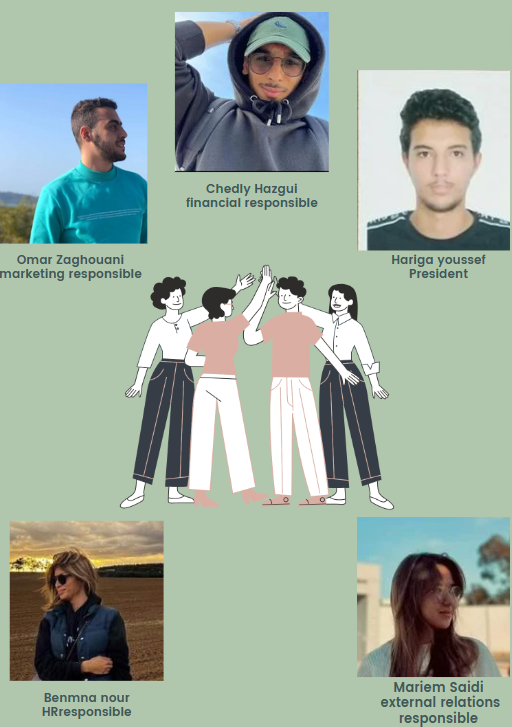 Chedly Hazgui
financial responsible
Omar Zaghouani
marketing responsible
Hariga youssef
President
Benmna nour
HRresponsible
Mariem Saidi
external relations
responsible